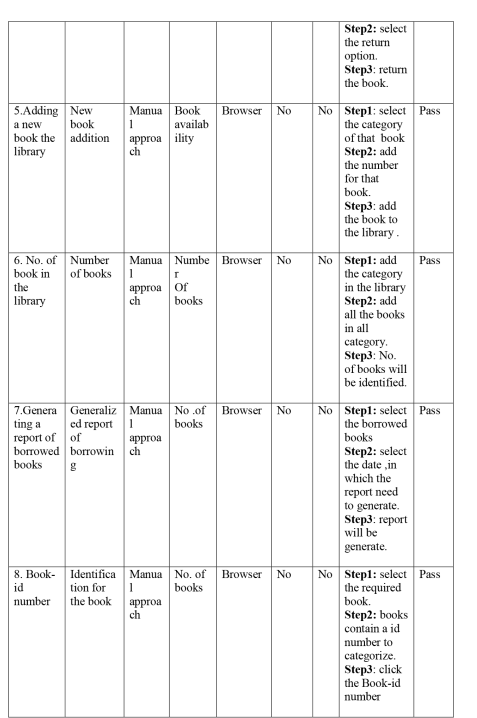 Step2: select
the return
option.
Step3: return
the book.
5.Adding
a new
book the
library
New
book
addition
Manua
l
approa
ch
Book
availab
ility
Browser
No
No
Step1: select
the category
of that book
Step2: add
the number
for that
book.
Step3: add
the book to
the library .
Pass
6. No. of
book in
the
library
Number
of books
Manua
l
approa
ch
Numbe
r
Of
books
Browser
No
No
Step1: add
the category
in the library
Step2: add
all the books
in all
category.
Step3: No.
of books will
be identified.
Pass
7.Genera
ting a
report of
borrowed
books
Generaliz
ed report
of
borrowin
g
Manua
l
approa
ch
No .of
books
Browser
No
No
Step1: select
the borrowed
books
Step2: select
the date ,in
which the
report need
to generate.
Step3: report
will be
generate.
Pass
8. Book-
id
number
Identifica
tion for
the book
Manua
l
approa
ch
No. of
books
Browser
No
No
Step1: select
the required
book.
Step2: books
contain a id
number to
categorize.
Step3: click
the Book-id
number
Pass